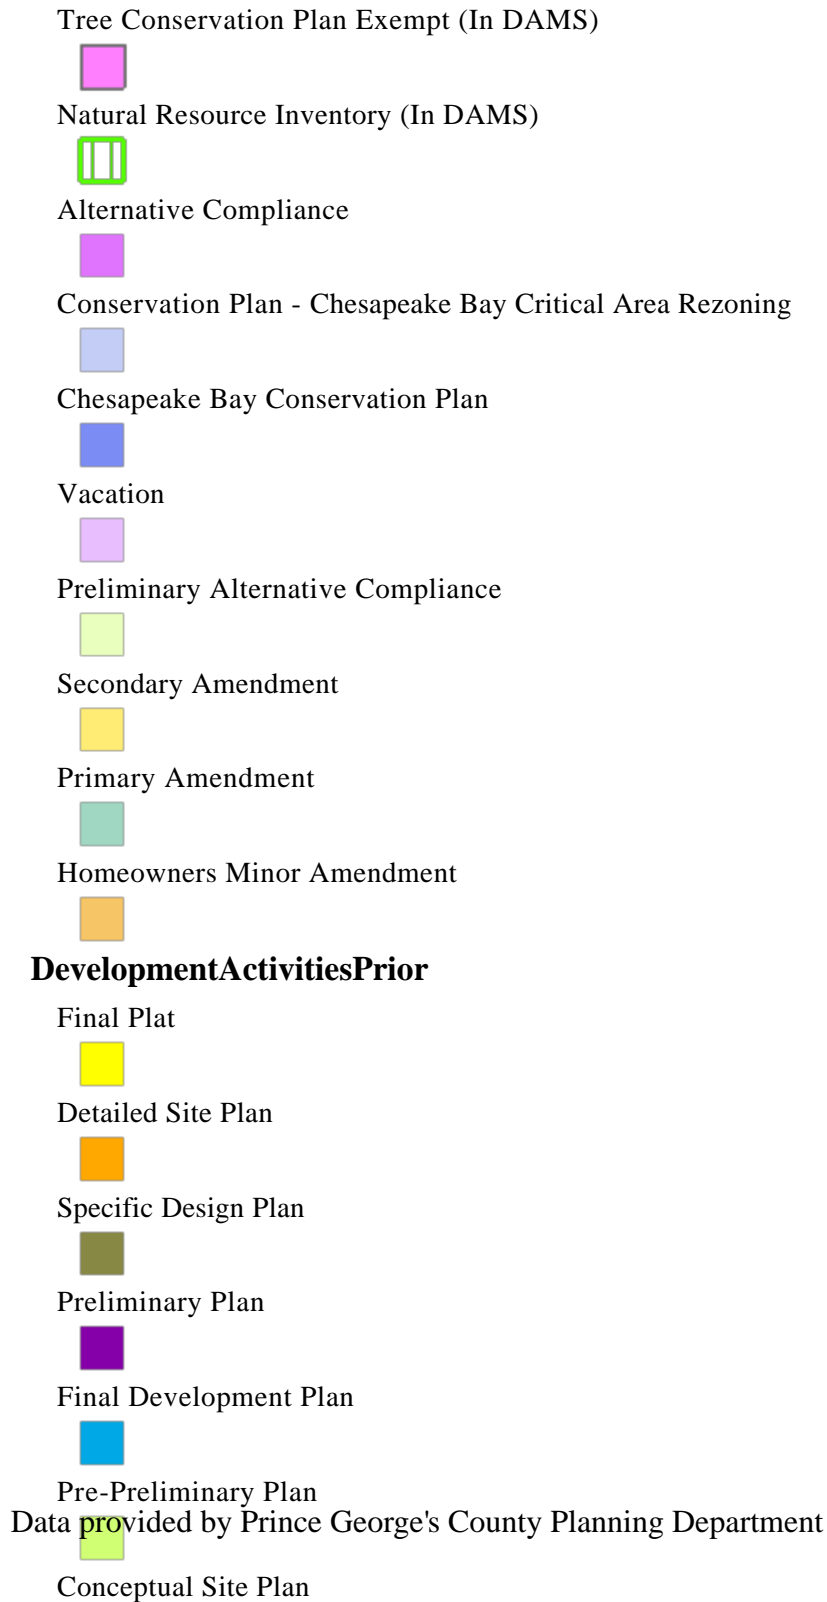 Tree Conservation Plan Exempt (In DAMS)
Natural Resource Inventory (In DAMS)
Alternative Compliance
Conservation Plan - Chesapeake Bay Critical Area Rezoning
Chesapeake Bay Conservation Plan
Vacation
Preliminary Alternative Compliance
Secondary Amendment
Primary Amendment
Homeowners Minor Amendment
DevelopmentActivitiesPrior
Final Plat
Detailed Site Plan
Specific Design Plan
Preliminary Plan
Final Development Plan
Pre-Preliminary Plan
Data provided by Prince George's County Planning Department
Conceptual Site Plan